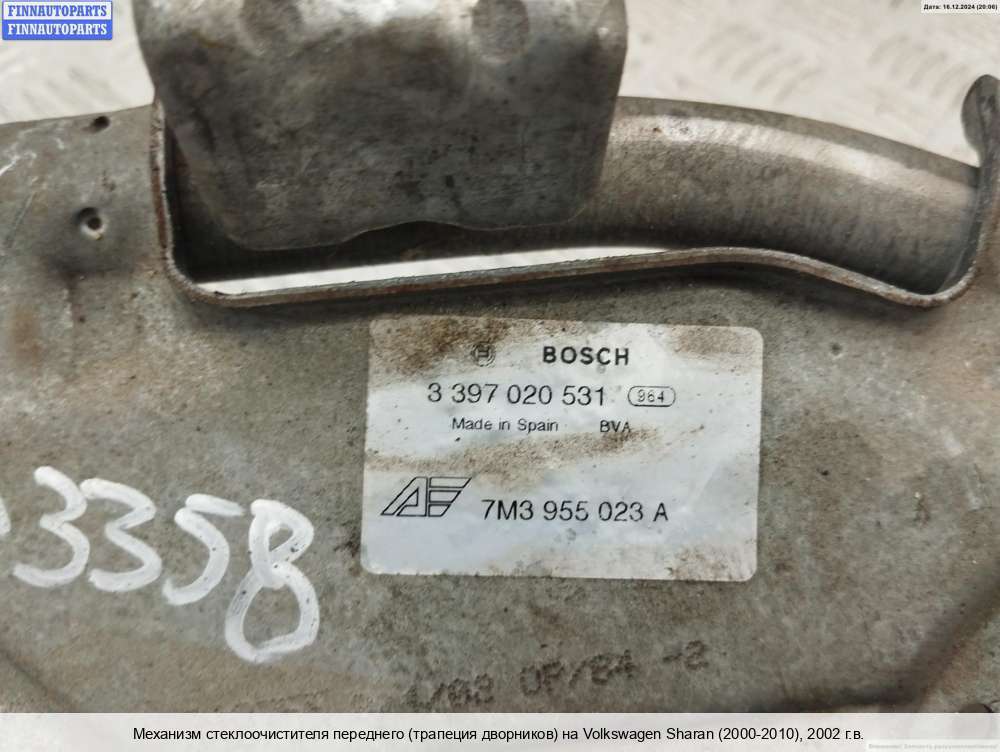 FINNAUTOPARTS
FINNAUTOPARTS
Дата: 16.12.2024 (20:06)
BOSCH
3 397 020 531 964
Made in Spain BVA
7M3 955 023 A
3358
-2
Механизм стеклоочистителя переднего (трапеция дворников) на Volkswagen Sharan (2000-2010), 2002 г.в.